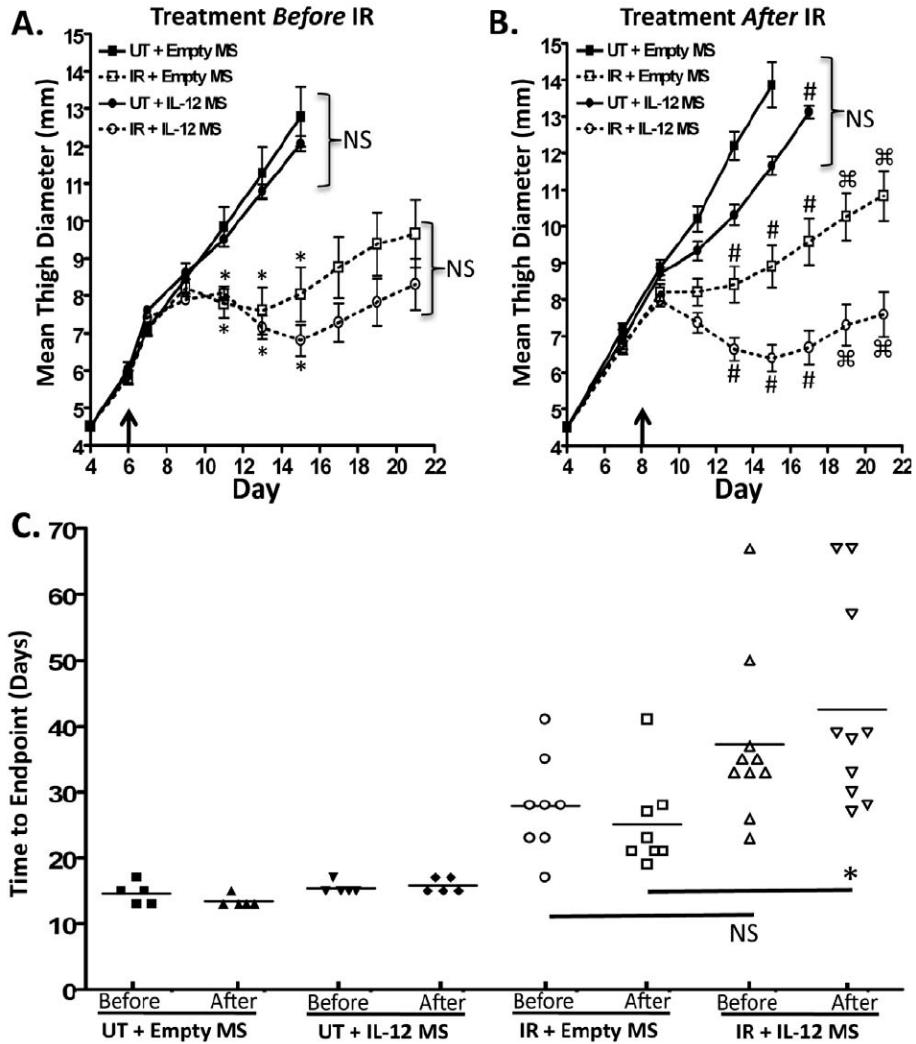 A.
Treatment Before IR
UT + Empty MS
IR + Empty MS
UT + IL-12 MS
IR + IL-12 MS
Mean Thigh Diameter (mm)
15
14
13
12
11
10
9
8
7
6
5
4
NS
NS
* * *
* * *
4 6 8 10 12 14 16 18 20 22
Day
B.
Treatment After IR
UT + Empty MS
IR + Empty MS
UT + IL-12 MS
IR + IL-12 MS
Mean Thigh Diameter (mm)
15
14
13
12
11
10
9
8
7
6
5
4
#
NS
# # # ⌘ ⌘
# # # ⌘ ⌘
4 6 8 10 12 14 16 18 20 22
Day
C.
Time to Endpoint (Days)
70
60
50
40
30
20
10
0
*
NS
Before After Before After Before After Before After
UT + Empty MS UT + IL-12 MS IR + Empty MS IR + IL-12 MS